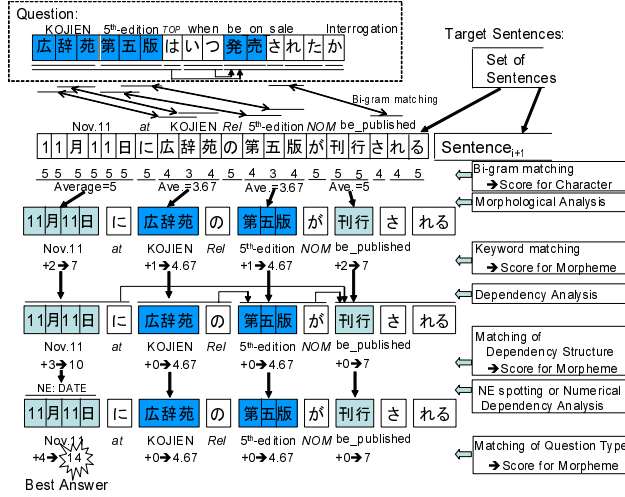 Question:
KOJIEN 5th-edition TOP when be on sale Interrogation
広辞苑第五版はいつ発売されたか
Target Sentences:
Set of
Sentences
Bi-gram matching
Nov.11 at KOJIEN Rel 5th-edition NOM be_published
11月11日に広辞苑の第五版が刊行される
Sentencei+1
5 5 5 5 5 5 5 4 3 4 5 4 3 4 5 5 5 4 4 5
Average=5 Ave.=3.67 Ave.=3.67 Ave.=5
Bi-gram matching
➔Score for Character
Morphological Analysis
11月11日 に 広辞苑 の 第五版 が 刊行 さ れる
Nov.11 at KOJIEN Rel 5th-edition NOM be_published
+2➔7 +1➔4.67 +1➔4.67 +2➔7
Keyword matching
➔Score for Morpheme
Dependency Analysis
11月11日 に 広辞苑 の 第五版 が 刊行 さ れる
Nov.11 at KOJIEN Rel 5th-edition NOM be_published
+3➔10 +0➔4.67 +0➔4.67 +0➔7
Matching of
Dependency Structure
➔Score for Morpheme
NE: DATE
NE spotting or Numerical
Dependency Analysis
11月11日 に 広辞苑 の 第五版 が 刊行 さ れる
Nov.11 at KOJIEN Rel 5th-edition NOM be_published
+4➔14 +0➔4.67 +0➔4.67 +0➔7
Matching of Question Type
➔Score for Morpheme
Best Answer